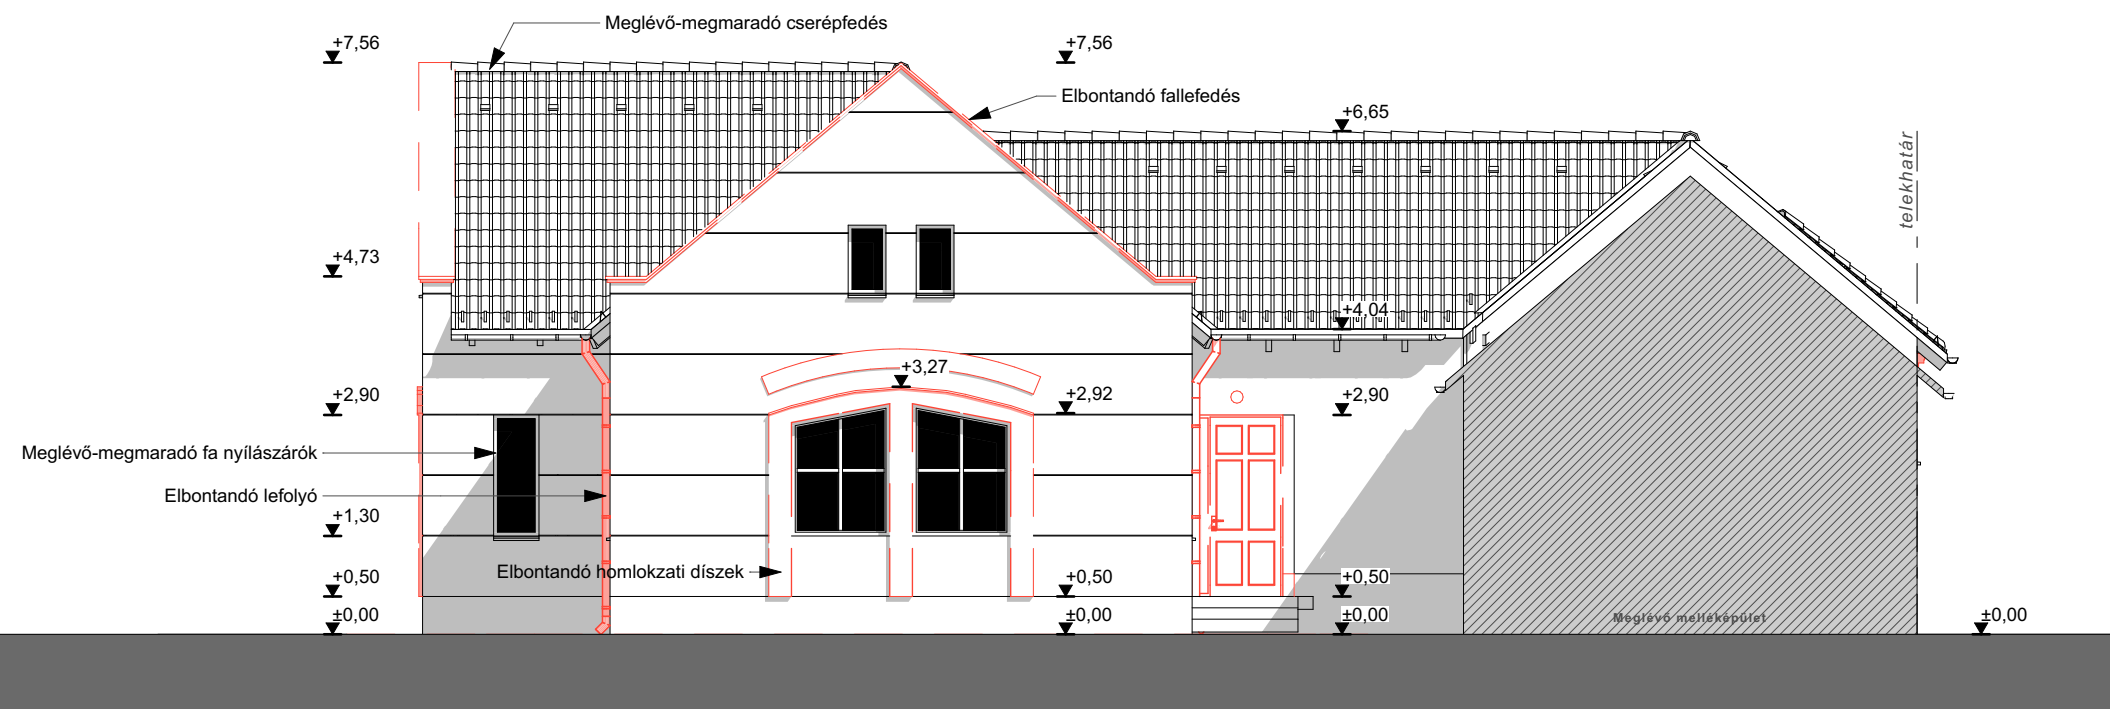 Meglévő-megmaradó cserépfedés
+7,56
+7,56
Elbontandó fallefedés
+6,65
telekhatár
+4,73
+4,04
+3,27
+2,90
+2,92
+2,90
Meglévő-megmaradó fa nyílászárók
Elbontandó lefolyó
+1,30
Elbontandó homlokzati díszek
+0,50
+0,50
+0,50
±0,00
±0,00
±0,00
Meglévő melléképület
±0,00